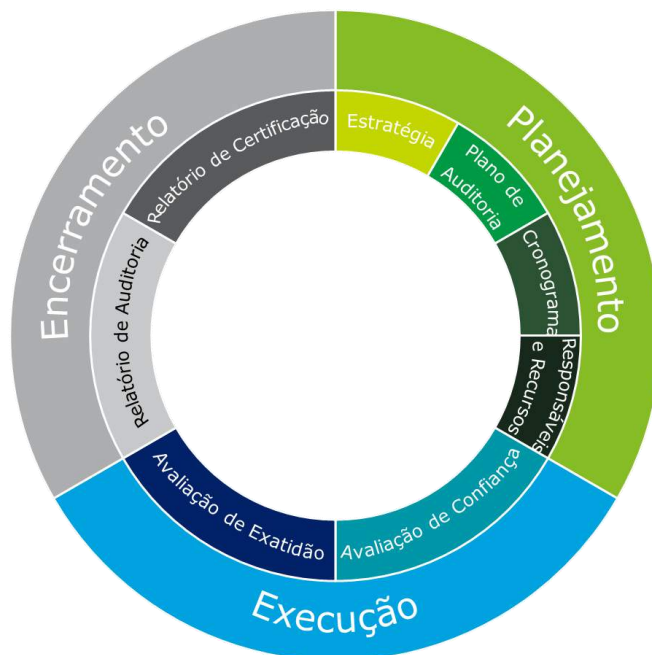 Planejamento
Estratégia
Plano de
Auditoria
Cronograma
Responsáveis
e Recursos
Execução
Avaliação de Confiança
Avaliação de Exatidão
Encerramento
Relatório de Auditoria
Relatório de Certificação